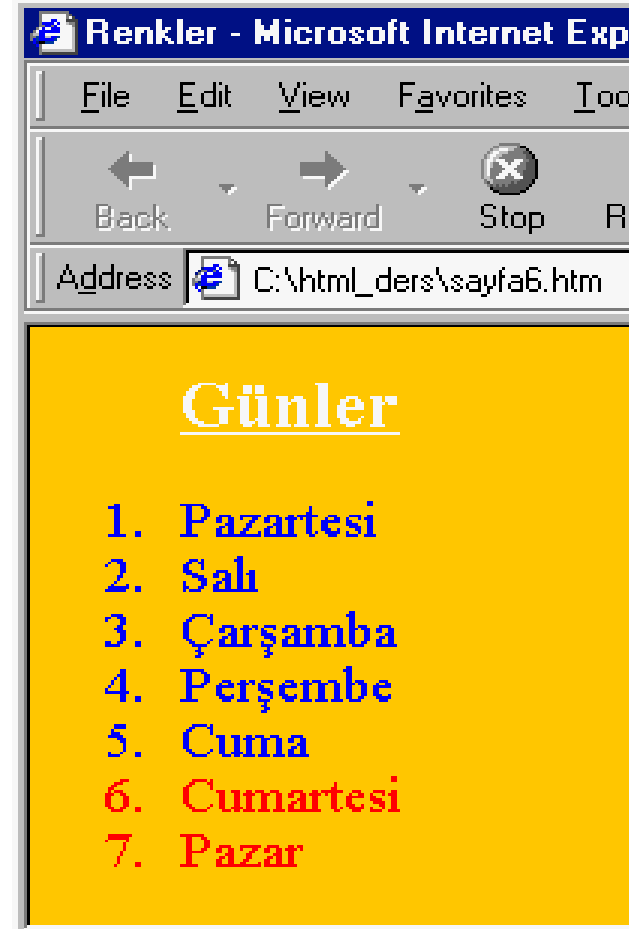 Renkler - Microsoft Internet Exp
File Edit View Favorites Too
Back Forward Stop R
Address C:\html_ders\sayfa6.htm
Günler
1. Pazartesi
2. Salı
3. Çarşamba
4. Perşembe
5. Cuma
6. Cumartesi
7. Pazar